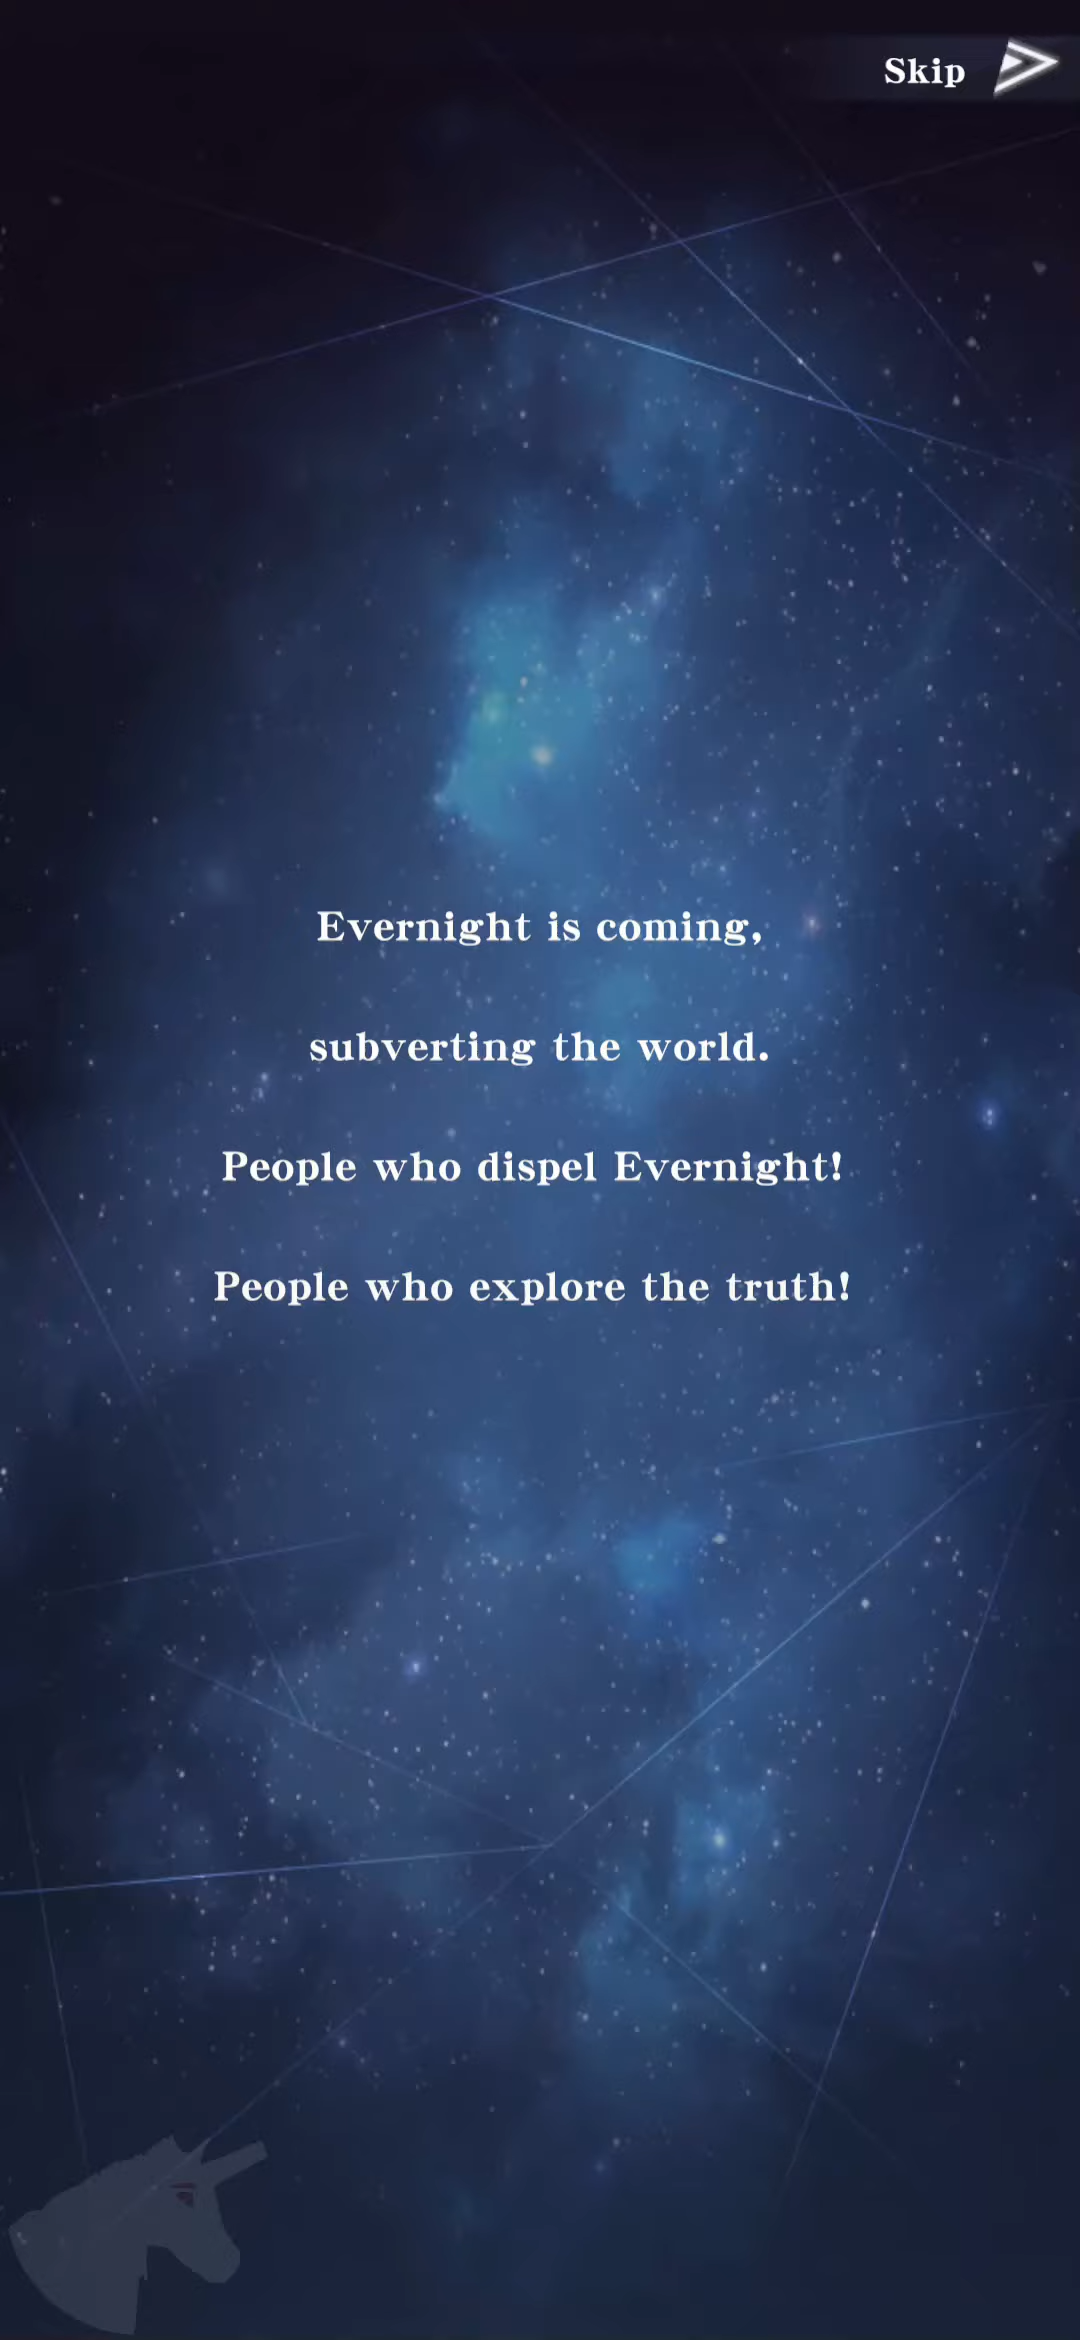 Skip
Evernight is coming,
subverting the world.
People who dispel Evernight!
People who explore the truth!